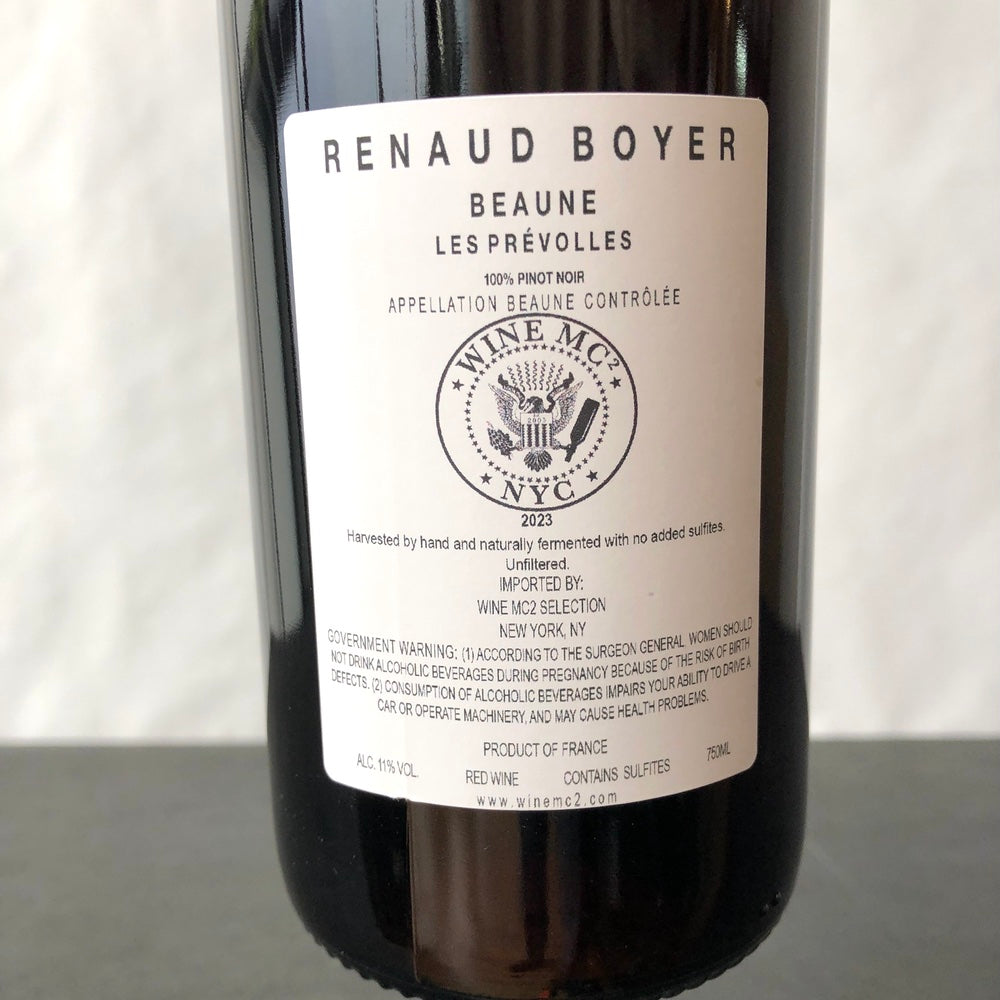 RENAUD BOYER
BEAUNE
LES PRÉVOLLES
100% PINOT NOIR
APPELLATION BEAUNE CONTRÔLÉE
WINE MC²
2003
NYC
2023
Harvested by hand and naturally fermented with no added sulfites.
Unfiltered.
IMPORTED BY:
WINE MC2 SELECTION
NEW YORK, NY
GOVERNMENT WARNING: (1) ACCORDING TO THE SURGEON GENERAL WOMEN SHOULD
NOT DRINK ALCOHOLIC BEVERAGES DURING PREGNANCY BECAUSE OF THE RISK OF BIRTH
DEFECTS. (2) CONSUMPTION OF ALCOHOLIC BEVERAGES IMPAIRS YOUR ABILITY TO DRIVE A
CAR OR OPERATE MACHINERY, AND MAY CAUSE HEALTH PROBLEMS.
PRODUCT OF FRANCE
ALC. 11% VOL. RED WINE CONTAINS SULFITES 750ML
www.winemc2.com